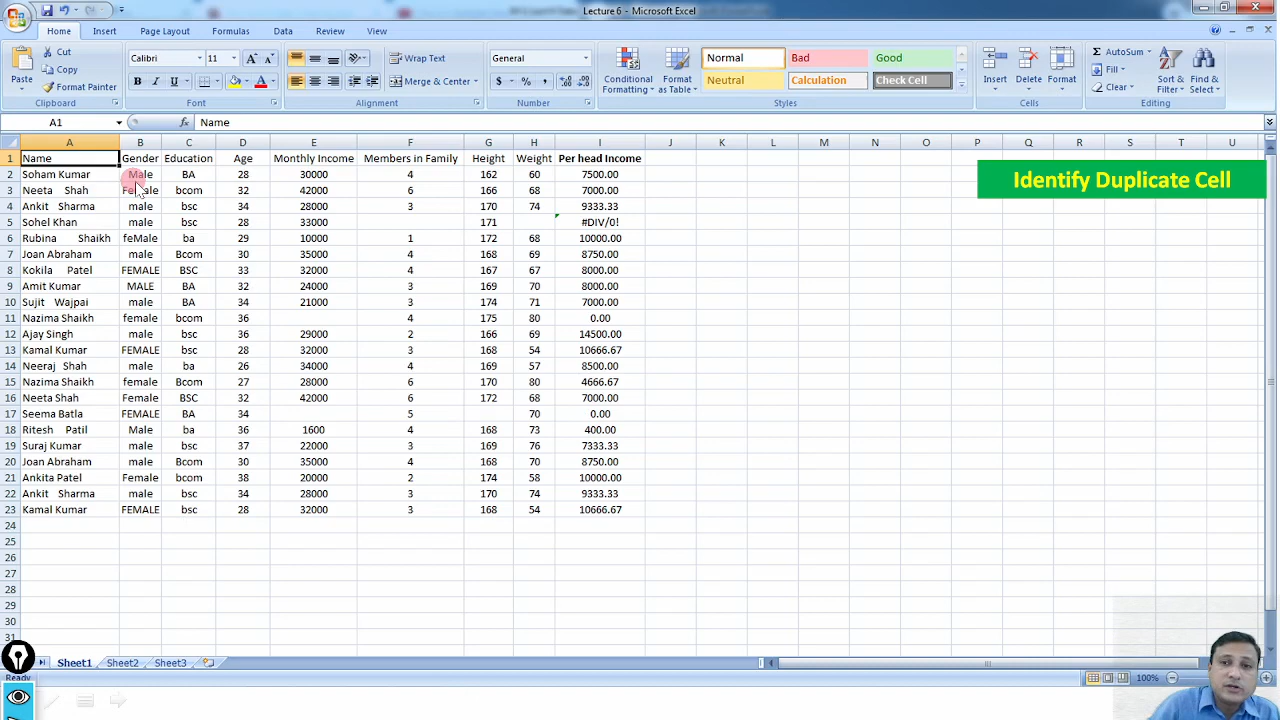 Lecture 6 - Microsoft Excel
Home Insert Page Layout Formulas Data Review View
Cut
Copy
Format Painter
Paste
Clipboard
Calibri 11
B I U
Font
Wrap Text
Merge & Center
Alignment
General
$ % ,
Number
Conditional Formatting
Format as Table
Normal Bad Good
Neutral Calculation Check Cell
Styles
Insert Delete Format
Cells
AutoSum
Fill
Clear
Sort & Filter
Find & Select
Editing
A1 fx Name
A B C D E F G H I J K L M N O P Q R S T U
1 Name Gender Education Age Monthly Income Members in Family Height Weight Per head Income
2 Soham Kumar Male BA 28 30000 4 162 60 7500.00
Identify Duplicate Cell
3 Neeta Shah Female bcom 32 42000 6 166 68 7000.00
4 Ankit Sharma male bsc 34 28000 3 170 74 9333.33
5 Sohel Khan male bsc 28 33000 171 #DIV/0!
6 Rubina Shaikh feMale ba 29 10000 1 172 68 10000.00
7 Joan Abraham male Bcom 30 35000 4 168 69 8750.00
8 Kokila Patel FEMALE BSC 33 32000 4 167 67 8000.00
9 Amit Kumar MALE BA 32 24000 3 169 70 8000.00
10 Sujit Wajpai male BA 34 21000 3 174 71 7000.00
11 Nazima Shaikh female bcom 36 4 175 80 0.00
12 Ajay Singh male bsc 36 29000 2 166 69 14500.00
13 Kamal Kumar FEMALE bsc 28 32000 3 168 54 10666.67
14 Neeraj Shah male ba 26 34000 4 169 57 8500.00
15 Nazima Shaikh female Bcom 27 28000 6 170 80 4666.67
16 Neeta Shah Female BSC 32 42000 6 172 68 7000.00
17 Seema Batla FEMALE BA 34 5 70 0.00
18 Ritesh Patil Male ba 36 1600 4 168 73 400.00
19 Suraj Kumar male bsc 37 22000 3 169 76 7333.33
20 Joan Abraham male Bcom 30 35000 4 168 70 8750.00
21 Ankita Patel Female bcom 38 20000 2 174 58 10000.00
22 Ankit Sharma male bsc 34 28000 3 170 74 9333.33
23 Kamal Kumar FEMALE bsc 28 32000 3 168 54 10666.67
24
25
26
27
28
29
30
31
Sheet1 Sheet2 Sheet3
Ready 100%